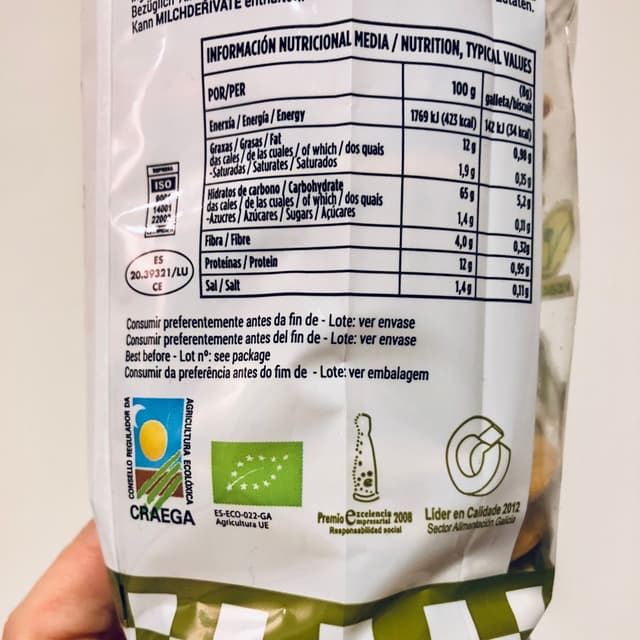 Bezüglich
zutaten.
Kann MILCHDERIVATE enthalten.
INFORMACIÓN NUTRICIONAL MEDIA / NUTRITION, TYPICAL VALUES
POR/PER 100 g (8g) galleta/biscuit
Enerxía / Energía / Energy 1769 kJ (423 kcal) 142 kJ (34 kcal)
Graxas / Grasas / Fat 12 g 0,98 g
das cales / de las cuales / of which / dos quais
-Saturadas / Saturates / Saturados 1,9 g 0,15 g
Hidratos de carbono / Carbohydrate 65 g 5,2 g
das cales / de las cuales / of which / dos quais
-Azucres / Azúcares / Sugars / Açúcares 1,4 g 0,11 g
Fibra / Fibre 4,0 g 0,32g
Proteínas / Protein 12 g 0,95 g
Sal / Salt 1,4 g 0,11 g
ISO
9001
14001
22000
ES
20.39321/LU
CE
Consumir preferentemente antes da fin de - Lote: ver envase
Consumir preferentemente antes del fin de - Lote: ver envase
Best before - Lot nº: see package
Consumir da preferência antes do fim de - Lote: ver embalagem
CONSELLO REGULADOR DA
AGRICULTURA ECOLÓXICA
CRAEGA
ES-ECO-022-GA
Agricultura UE
Premio excelencia empresarial 2008
Responsabilidad social
Líder en Calidade 2012
Sector Alimentación Galicia